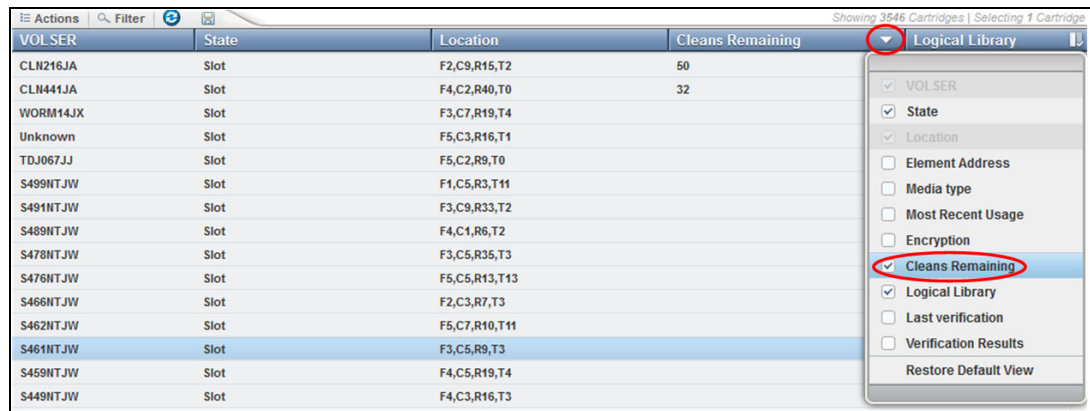 Actions Filter Showing 3546 Cartridges | Selecting 1 Cartridge
VOLSER State Location Cleans Remaining Logical Library
CLN216JA Slot F2,C9,R15,T2 50
CLN441JA Slot F4,C2,R40,T0 32 VOLSER
WORM14JX Slot F3,C7,R19,T4 State
Unknown Slot F5,C3,R16,T1 Location
TDJ067JJ Slot F5,C2,R9,T0 Element Address
S499NTJW Slot F1,C5,R3,T11 Media type
S491NTJW Slot F3,C9,R33,T2 Most Recent Usage
S489NTJW Slot F4,C1,R6,T2 Encryption
S478NTJW Slot F3,C5,R35,T3 Cleans Remaining
S476NTJW Slot F5,C5,R13,T13 Logical Library
S466NTJW Slot F2,C3,R7,T3 Last verification
S462NTJW Slot F5,C7,R10,T11 Verification Results
S461NTJW Slot F3,C5,R9,T3
S459NTJW Slot F4,C5,R19,T4 Restore Default View
S449NTJW Slot F4,C3,R16,T3